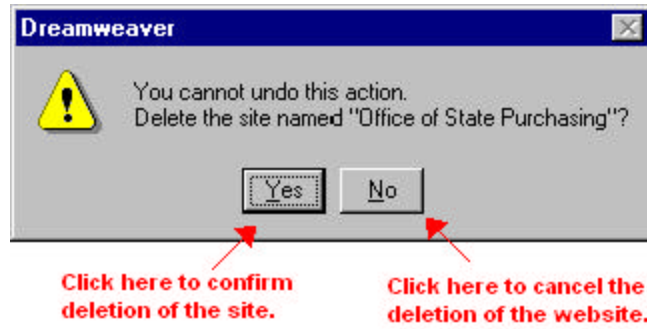 Dreamweaver
You cannot undo this action.
Delete the site named "Office of State Purchasing"?
Yes No
Click here to confirm
deletion of the site.
Click here to cancel the
deletion of the website.